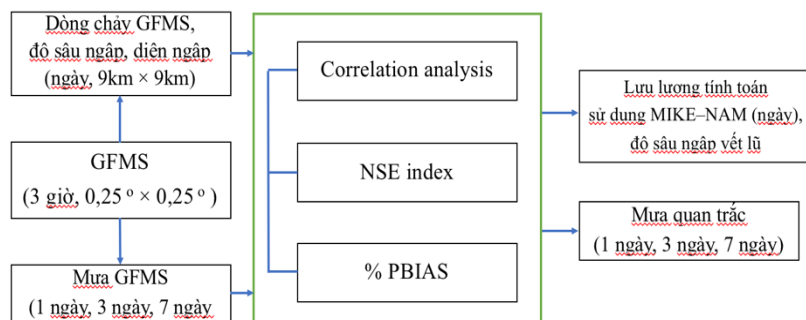 Dòng chảy GFMS,
độ sâu ngập, diện ngập
(ngày, 9km × 9km)
GFMS
(3 giờ, 0,25 º × 0,25 º )
Mưa GFMS
(1 ngày, 3 ngày, 7 ngày
Correlation analysis
NSE index
% PBIAS
Lưu lượng tính toán
sử dụng MIKE–NAM (ngày),
độ sâu ngập vết lũ
Mưa quan trắc
(1 ngày, 3 ngày, 7 ngày)